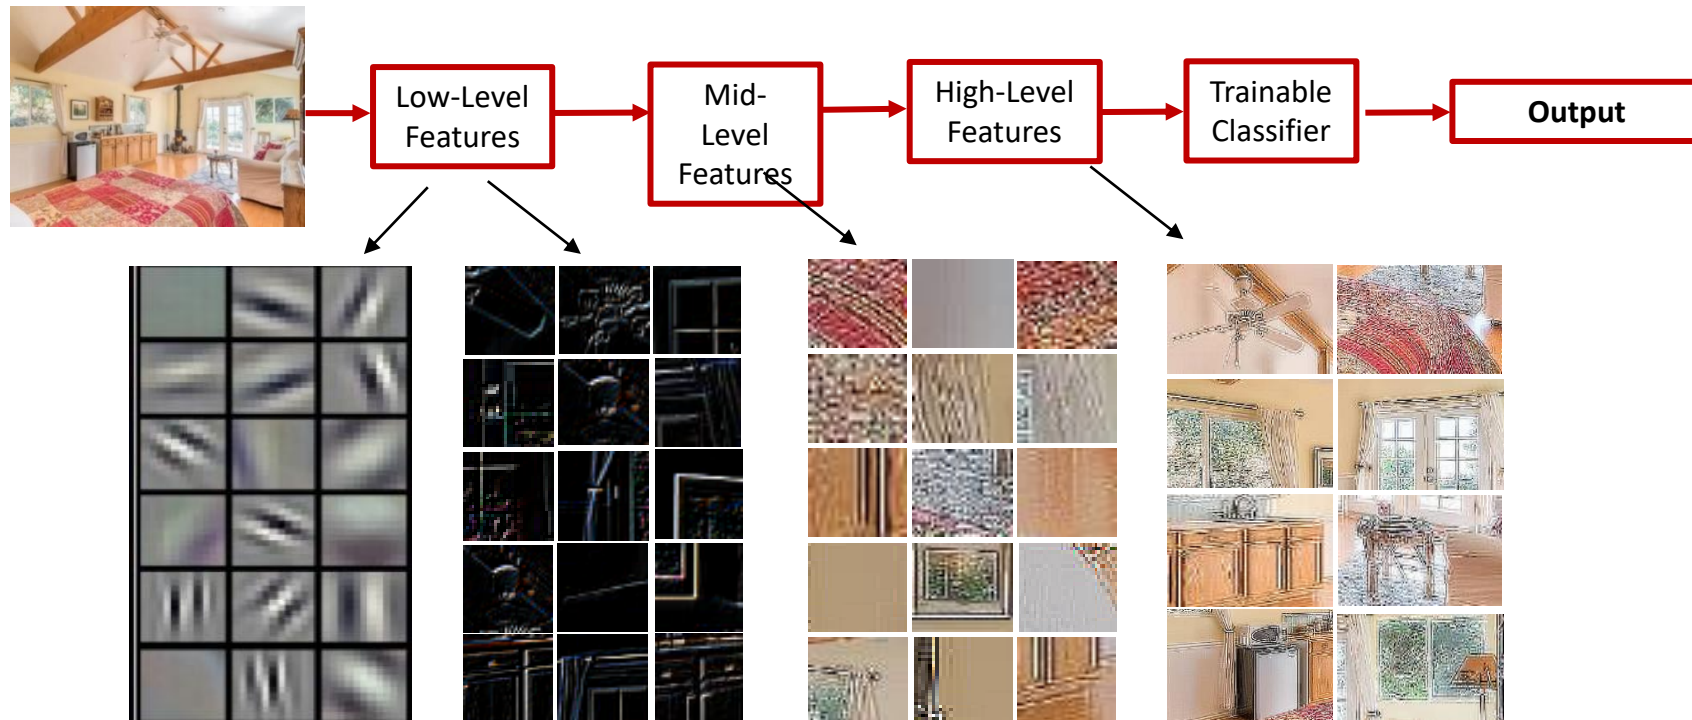 Low-Level
Features
Mid-
Level
Features
High-Level
Features
Trainable
Classifier
Output